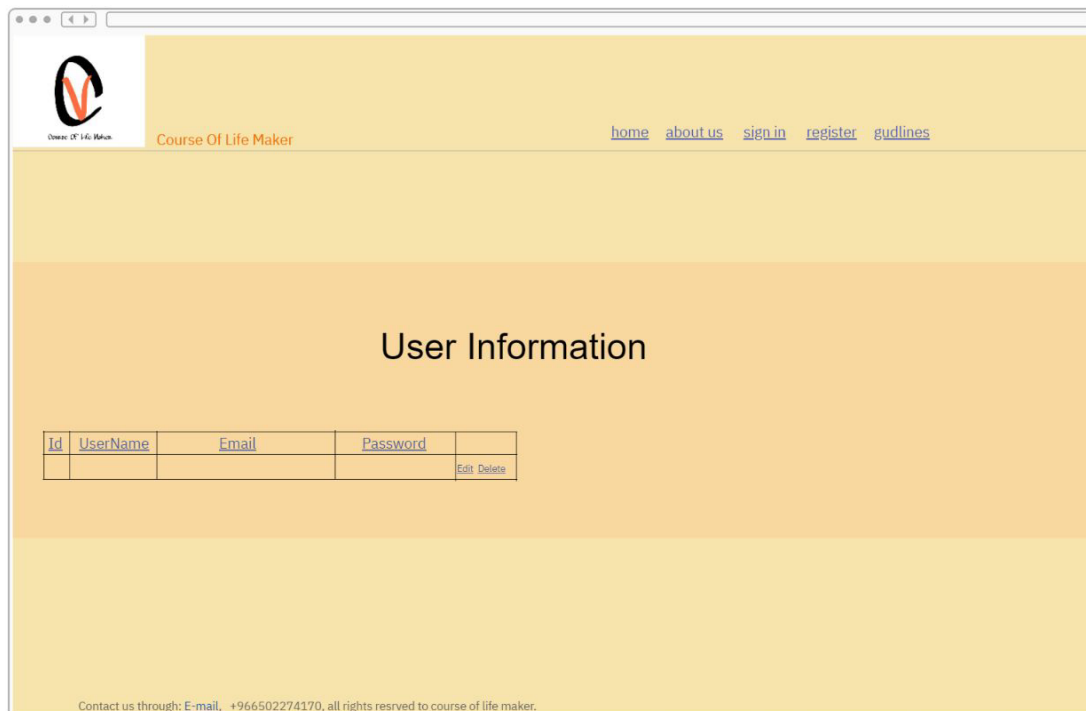 Course OF Life Maker
Course Of Life Maker
home about us sign in register gudlines
User Information
Id UserName Email Password
Edit Delete
Contact us through: E-mail, +966502274170, all rights resrved to course of life maker.